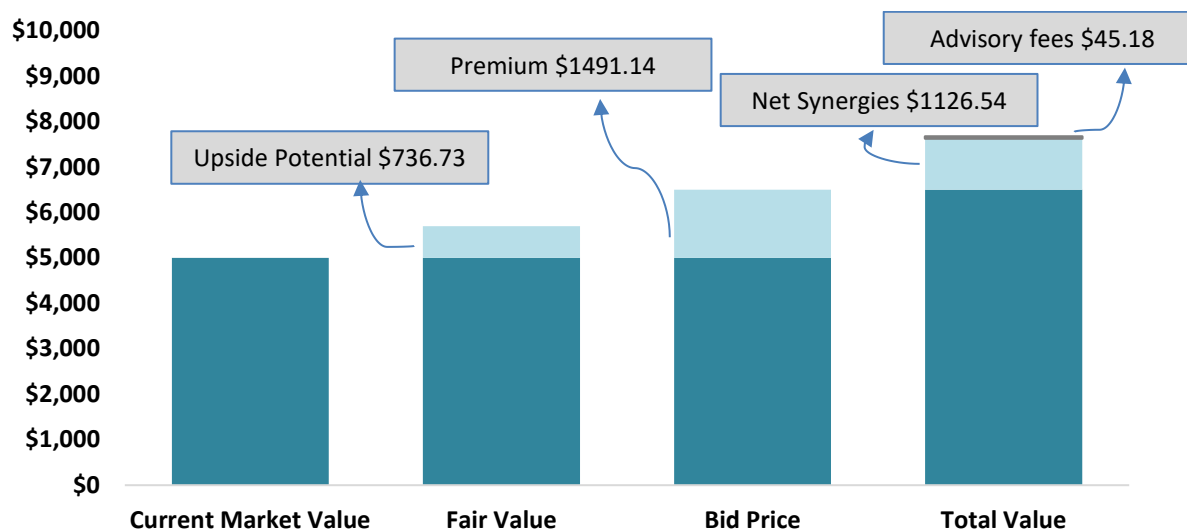 $10,000
$9,000
$8,000
$7,000
$6,000
$5,000
$4,000
$3,000
$2,000
$1,000
$0
Advisory fees $45.18
Premium $1491.14
Net Synergies $1126.54
Upside Potential $736.73
Current Market Value
Fair Value
Bid Price
Total Value